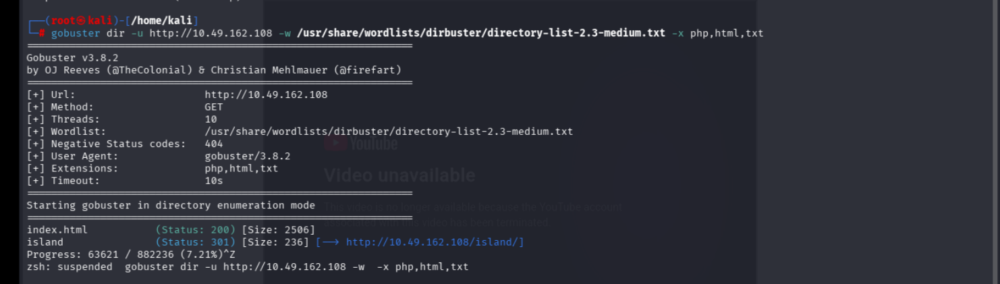 ┌──(root㉿kali)-[/home/kali]
└─# gobuster dir -u http://10.49.162.108 -w /usr/share/wordlists/dirbuster/directory-list-2.3-medium.txt -x php,html,txt
===============================================================
Gobuster v3.8.2
by OJ Reeves (@TheColonial) & Christian Mehlmauer (@firefart)
===============================================================
[+] Url:                     http://10.49.162.108
[+] Method:                  GET
[+] Threads:                 10
[+] Wordlist:                /usr/share/wordlists/dirbuster/directory-list-2.3-medium.txt
[+] Negative Status codes:   404
[+] User Agent:              gobuster/3.8.2
[+] Extensions:              php,html,txt
[+] Timeout:                 10s
===============================================================
Starting gobuster in directory enumeration mode
===============================================================
index.html           (Status: 200) [Size: 2506]
island               (Status: 301) [Size: 236] [--> http://10.49.162.108/island/]
Progress: 63621 / 882236 (7.21%)^Z
zsh: suspended  gobuster dir -u http://10.49.162.108 -w  -x php,html,txt
YouTube
Video unavailable
This video is no longer available because the YouTube account
associated with this video has been terminated.